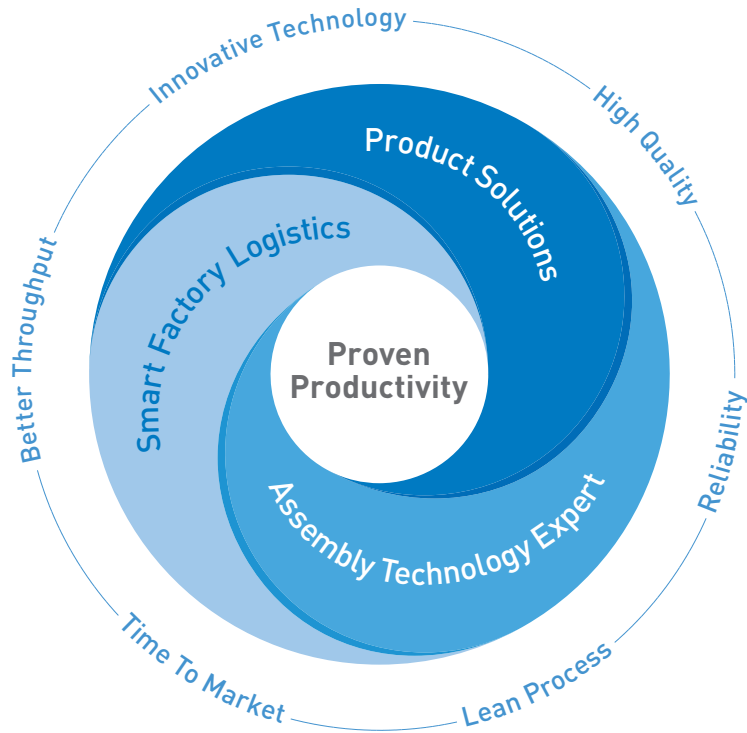 Innovative Technology
High Quality
Product Solutions
Smart Factory Logistics
Better Throughput
Proven
Productivity
Reliability
Assembly Technology Expert
Time To Market
Lean Process